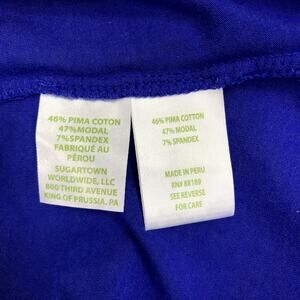 46% PIMA COTTON
47% MODAL
7% SPANDEX
FABRIQUÉ AU
PÉROU
SUGARTOWN
WORLDWIDE, LLC
800 THIRD AVENUE
KING OF PRUSSIA, PA
46% PIMA COTTON
47% MODAL
7% SPANDEX
MADE IN PERU
RN# 88189
SEE REVERSE
FOR CARE